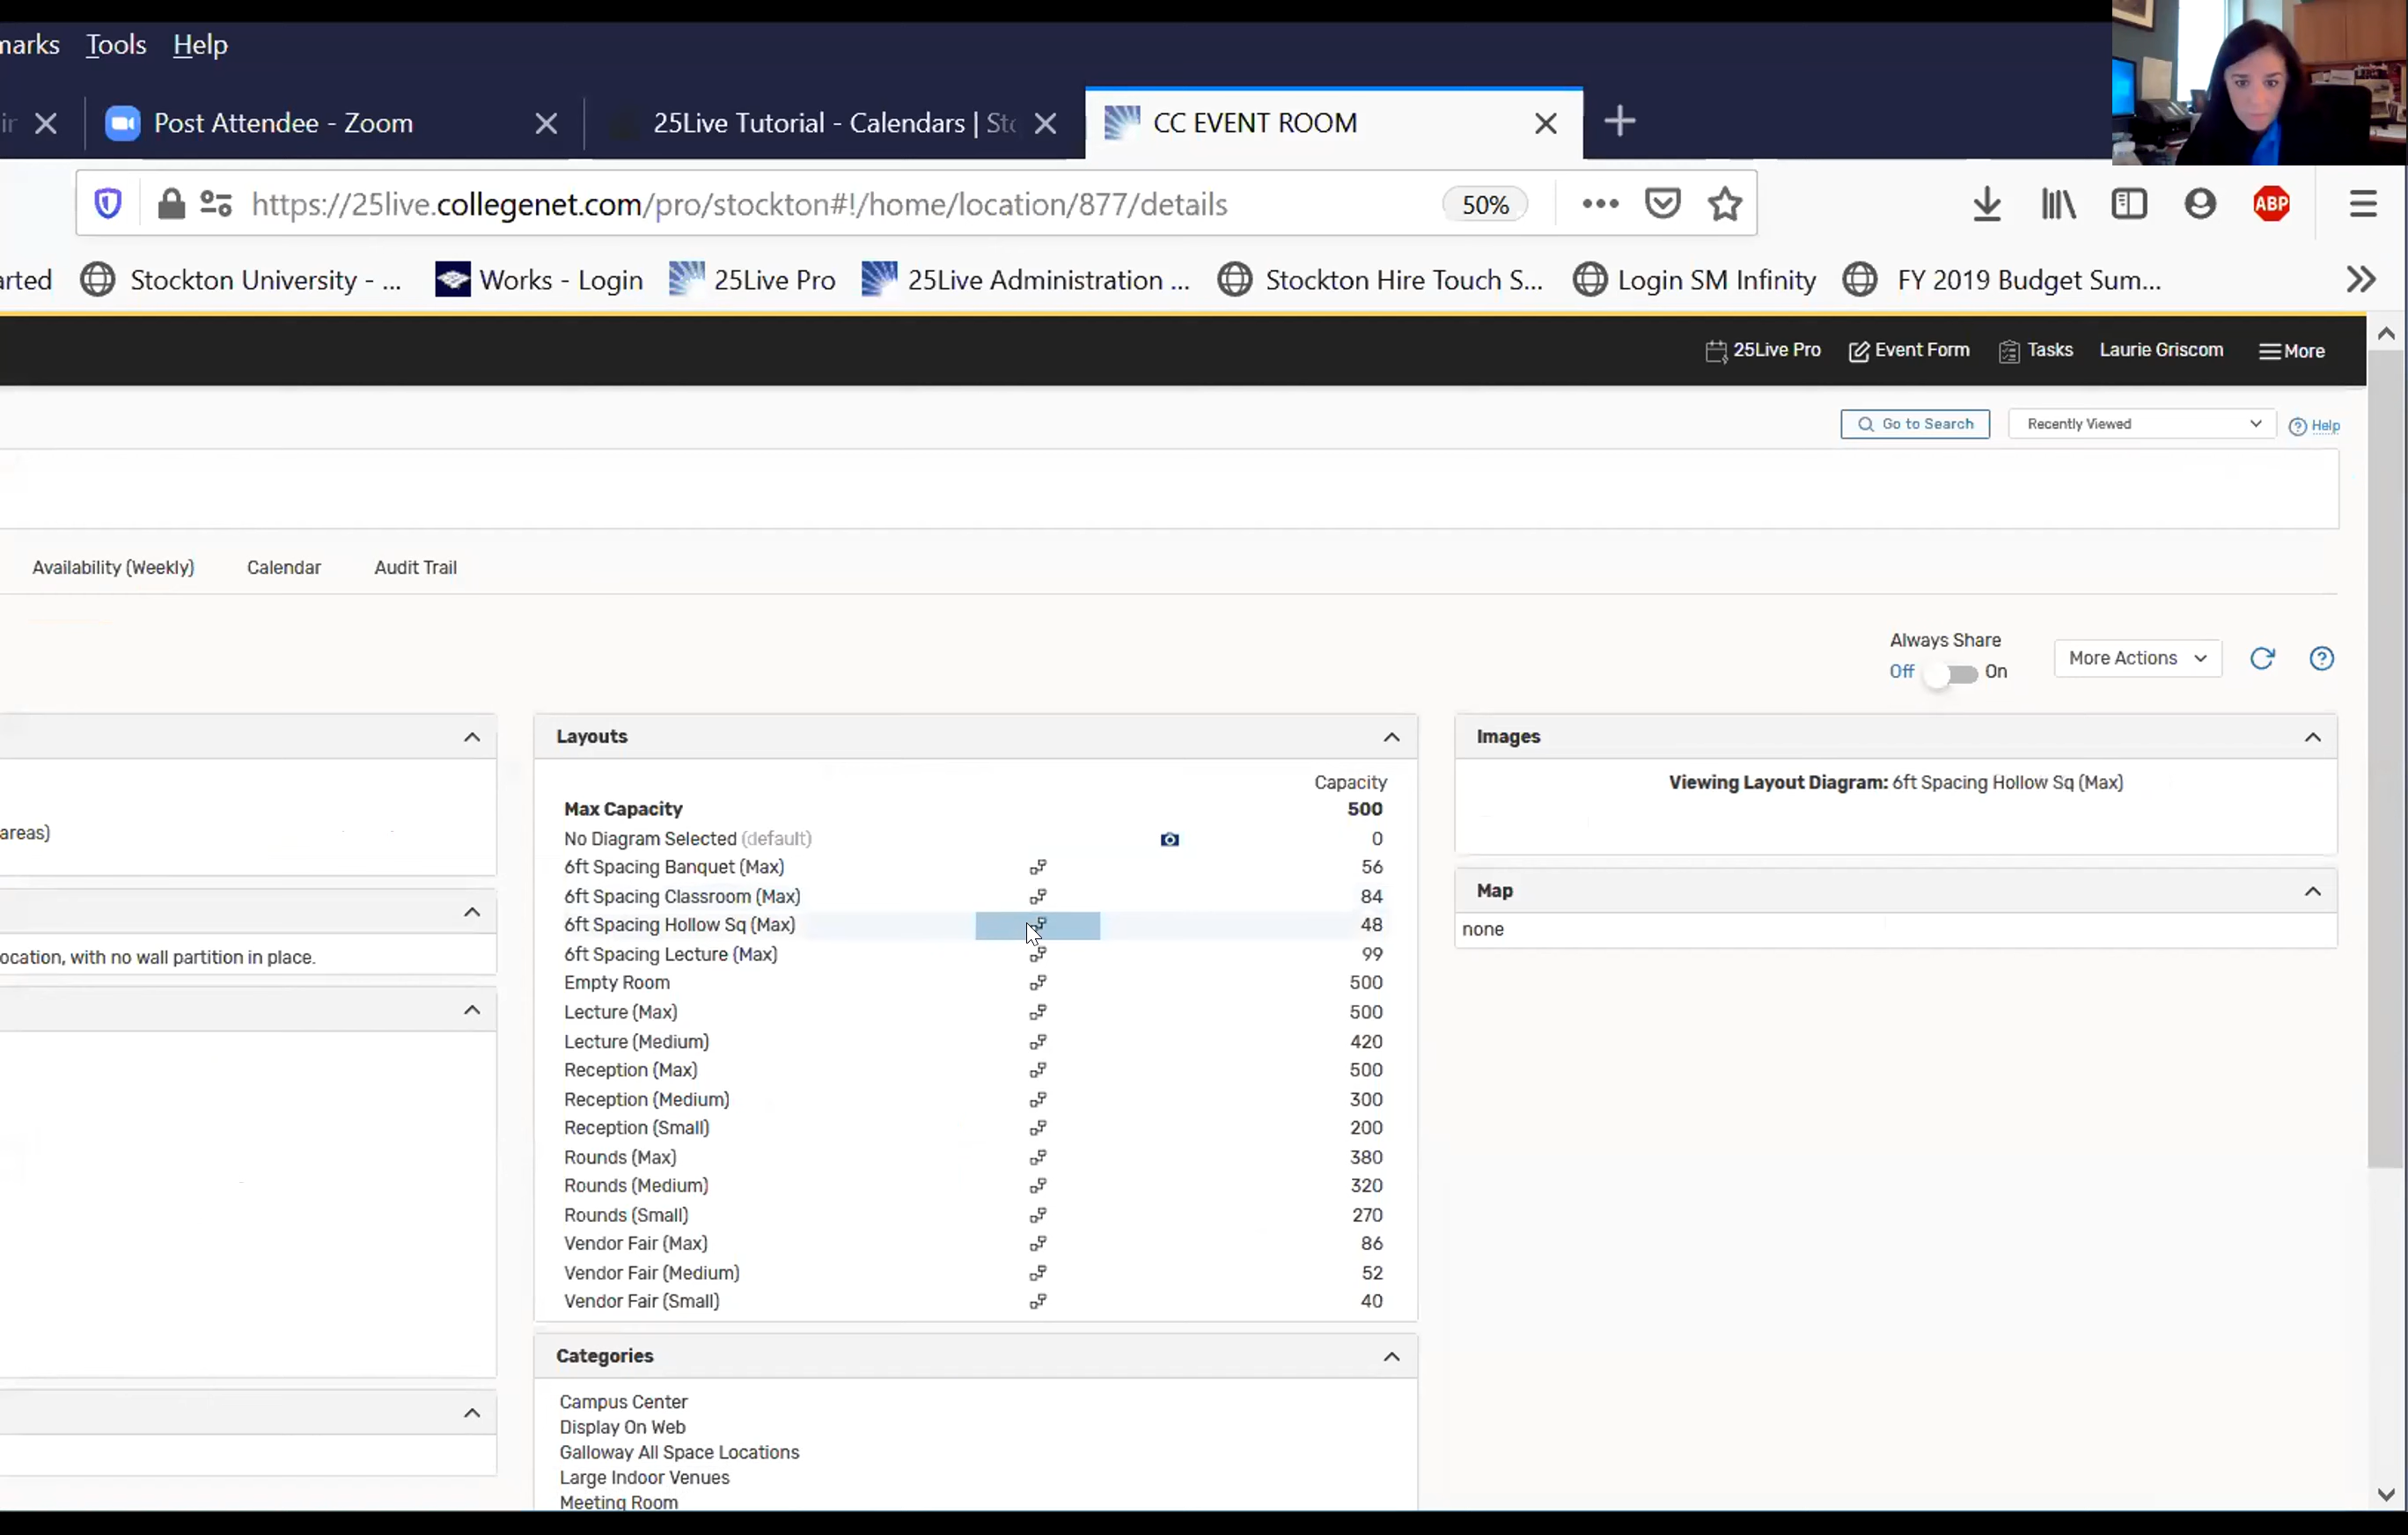 Tools Help
Post Attendee - Zoom
25Live Tutorial - Calendars |
CC EVENT ROOM
https://25live.collegenet.com/pro/stockton#!/home/location/877/details
50%
ABP
Stockton University - ...
Works - Login
25Live Pro
25Live Administration ...
Stockton Hire Touch S...
Login SM Infinity
FY 2019 Budget Sum...
25Live Pro
Event Form
Tasks
Laurie Griscom
More
Go to Search
Recently Viewed
Help
Availability (Weekly)
Calendar
Audit Trail
Always Share
Off On
More Actions
areas)
ocation, with no wall partition in place.
Layouts
Capacity
Max Capacity 500
No Diagram Selected (default) 0
6ft Spacing Banquet (Max) 56
6ft Spacing Classroom (Max) 84
6ft Spacing Hollow Sq (Max) 48
6ft Spacing Lecture (Max) 99
Empty Room 500
Lecture (Max) 500
Lecture (Medium) 420
Reception (Max) 500
Reception (Medium) 300
Reception (Small) 200
Rounds (Max) 380
Rounds (Medium) 320
Rounds (Small) 270
Vendor Fair (Max) 86
Vendor Fair (Medium) 52
Vendor Fair (Small) 40
Categories
Campus Center
Display On Web
Galloway All Space Locations
Large Indoor Venues
Meeting Room
Images
Viewing Layout Diagram: 6ft Spacing Hollow Sq (Max)
Map
none